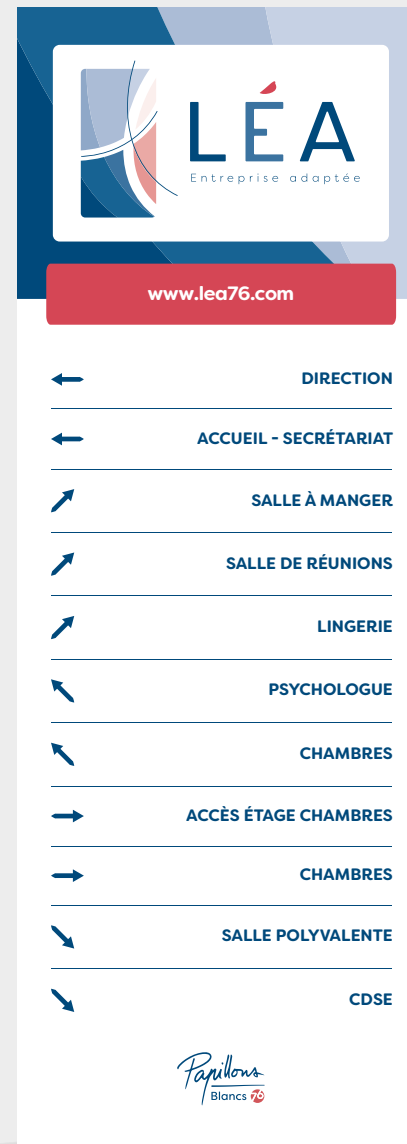 LÉA
Entreprise adaptée
www.lea76.com
DIRECTION
ACCUEIL - SECRÉTARIAT
SALLE À MANGER
SALLE DE RÉUNIONS
LINGERIE
PSYCHOLOGUE
CHAMBRES
ACCÈS ÉTAGE CHAMBRES
CHAMBRES
SALLE POLYVALENTE
CDSE
Papillons
Blancs 76